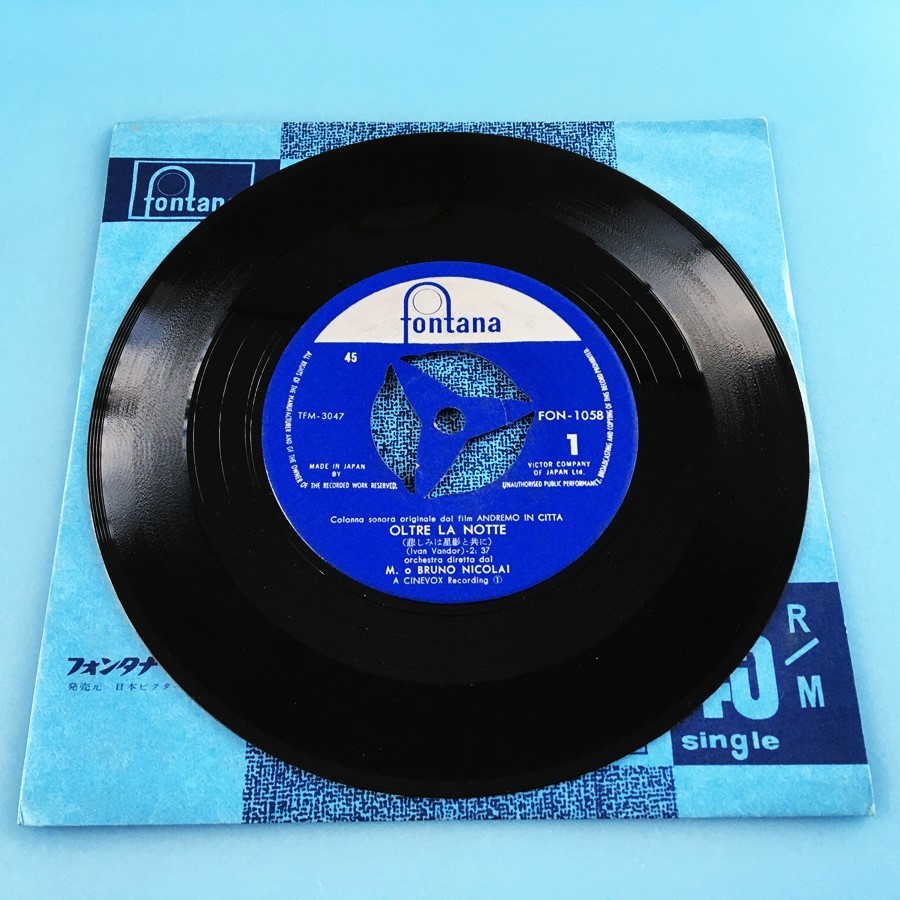 fontana
fontana
45
ALL RIGHTS OF THE MANUFACTURER AND OF THE OWNER OF THE RECORDED WORK RESERVED.
UNAUTHORISED PUBLIC PERFORMANCE, BROADCASTING AND COPYING OF THIS RECORD PROHIBITED
TFM-3047
FON-1058
1
MADE IN JAPAN
BY
VICTOR COMPANY
OF JAPAN Ltd.
Colonna sonora originale dal film ANDREMO IN CITTA
OLTRE LA NOTTE
(悲しみは星影と共に)
(Ivan Vandor)-2:37
orchestra diretta dal
M. o BRUNO NICOLAI
A CINEVOX Recording ①
フォンタナ
発売元 日本ビクター
45 R/M
single